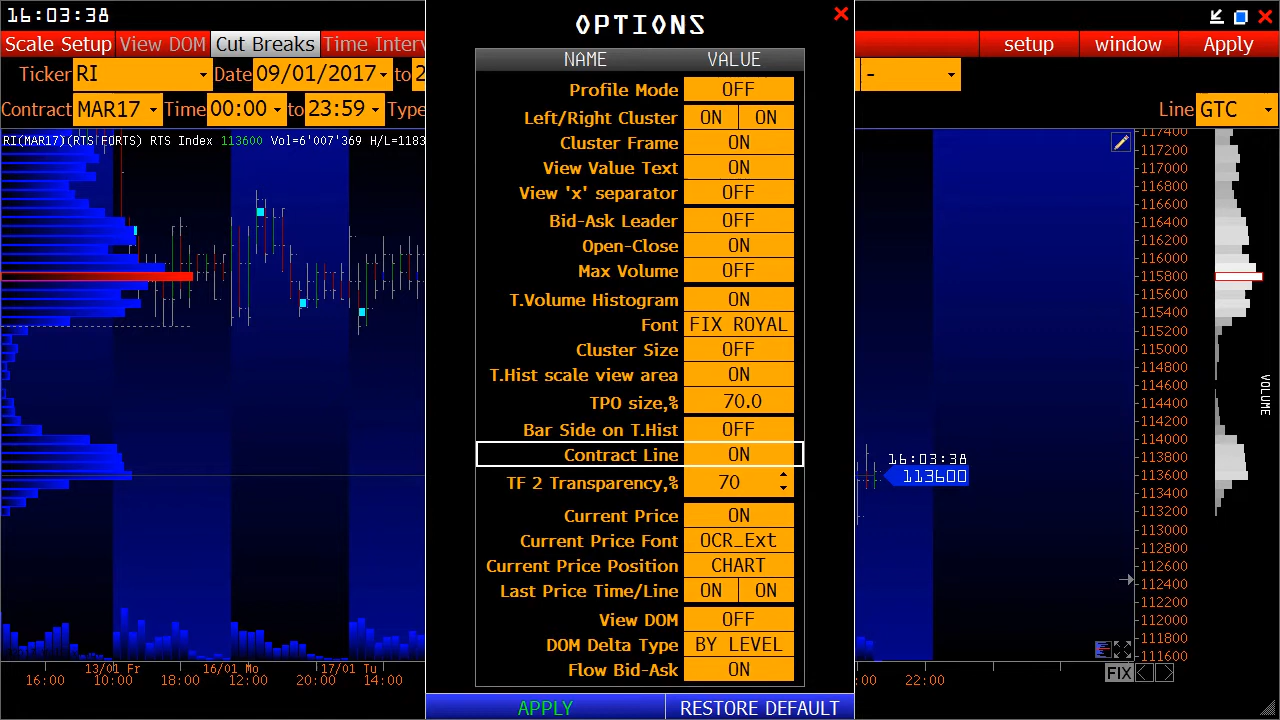 16:03:38
OPTIONS
Scale Setup View DOM Cut Breaks Time Interv
setup window Apply
Ticker RI Date 09/01/2017 to 2
-
Contract MAR17 Time 00:00 to 23:59 Type
Line GTC
RI(MAR17)(RTS FORTS) RTS Index 113600 Vol=6'007'369 H/L=1183
NAME VALUE
Profile Mode OFF
Left/Right Cluster ON ON
Cluster Frame ON
View Value Text ON
View 'x' separator OFF
Bid-Ask Leader OFF
Open-Close ON
Max Volume OFF
T.Volume Histogram ON
Font FIX ROYAL
Cluster Size OFF
T.Hist scale view area ON
TPO size,% 70.0
Bar Side on T.Hist OFF
Contract Line ON
TF 2 Transparency,% 70
Current Price ON
Current Price Font OCR_Ext
Current Price Position CHART
Last Price Time/Line ON ON
View DOM OFF
DOM Delta Type BY LEVEL
Flow Bid-Ask ON
APPLY RESTORE DEFAULT
16:03:38
113600
117400
117200
117000
116800
116600
116400
116200
116000
115800
115600
115400
115200
115000
114800
114600
114400
114200
114000
113800
113600
113400
113200
113000
112800
112600
112400
112200
112000
111800
111600
VOLUME
FIX
13/01 Fr 16/01 Mo 17/01 Tu
16:00 10:00 18:00 12:00 20:00 14:00
:00 22:00